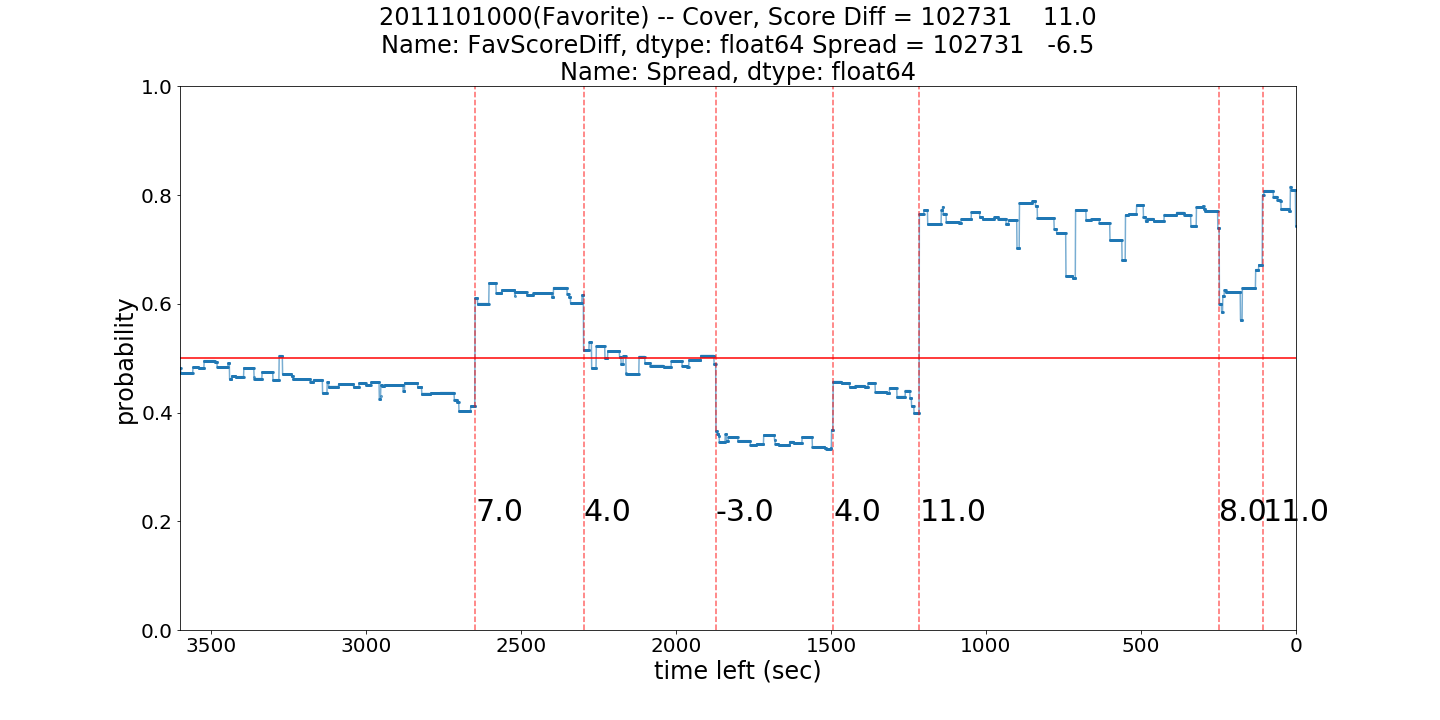 2011101000(Favorite) -- Cover, Score Diff = 102731    11.0
Name: FavScoreDiff, dtype: float64 Spread = 102731   -6.5
Name: Spread, dtype: float64
probability
1.0
0.8
0.6
0.4
0.2
0.0
7.0 4.0 -3.0 4.0 11.0 8.0 11.0
3500 3000 2500 2000 1500 1000 500 0
time left (sec)